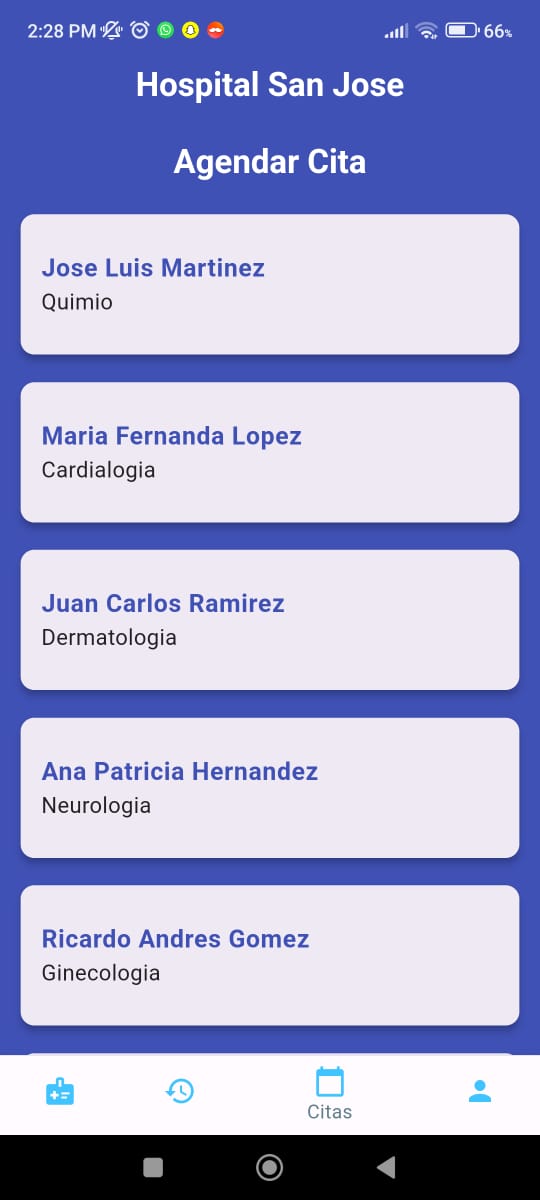 2:28 PM
66%
Hospital San Jose
Agendar Cita
Jose Luis Martinez
Quimio
Maria Fernanda Lopez
Cardialogia
Juan Carlos Ramirez
Dermatologia
Ana Patricia Hernandez
Neurologia
Ricardo Andres Gomez
Ginecologia
Citas